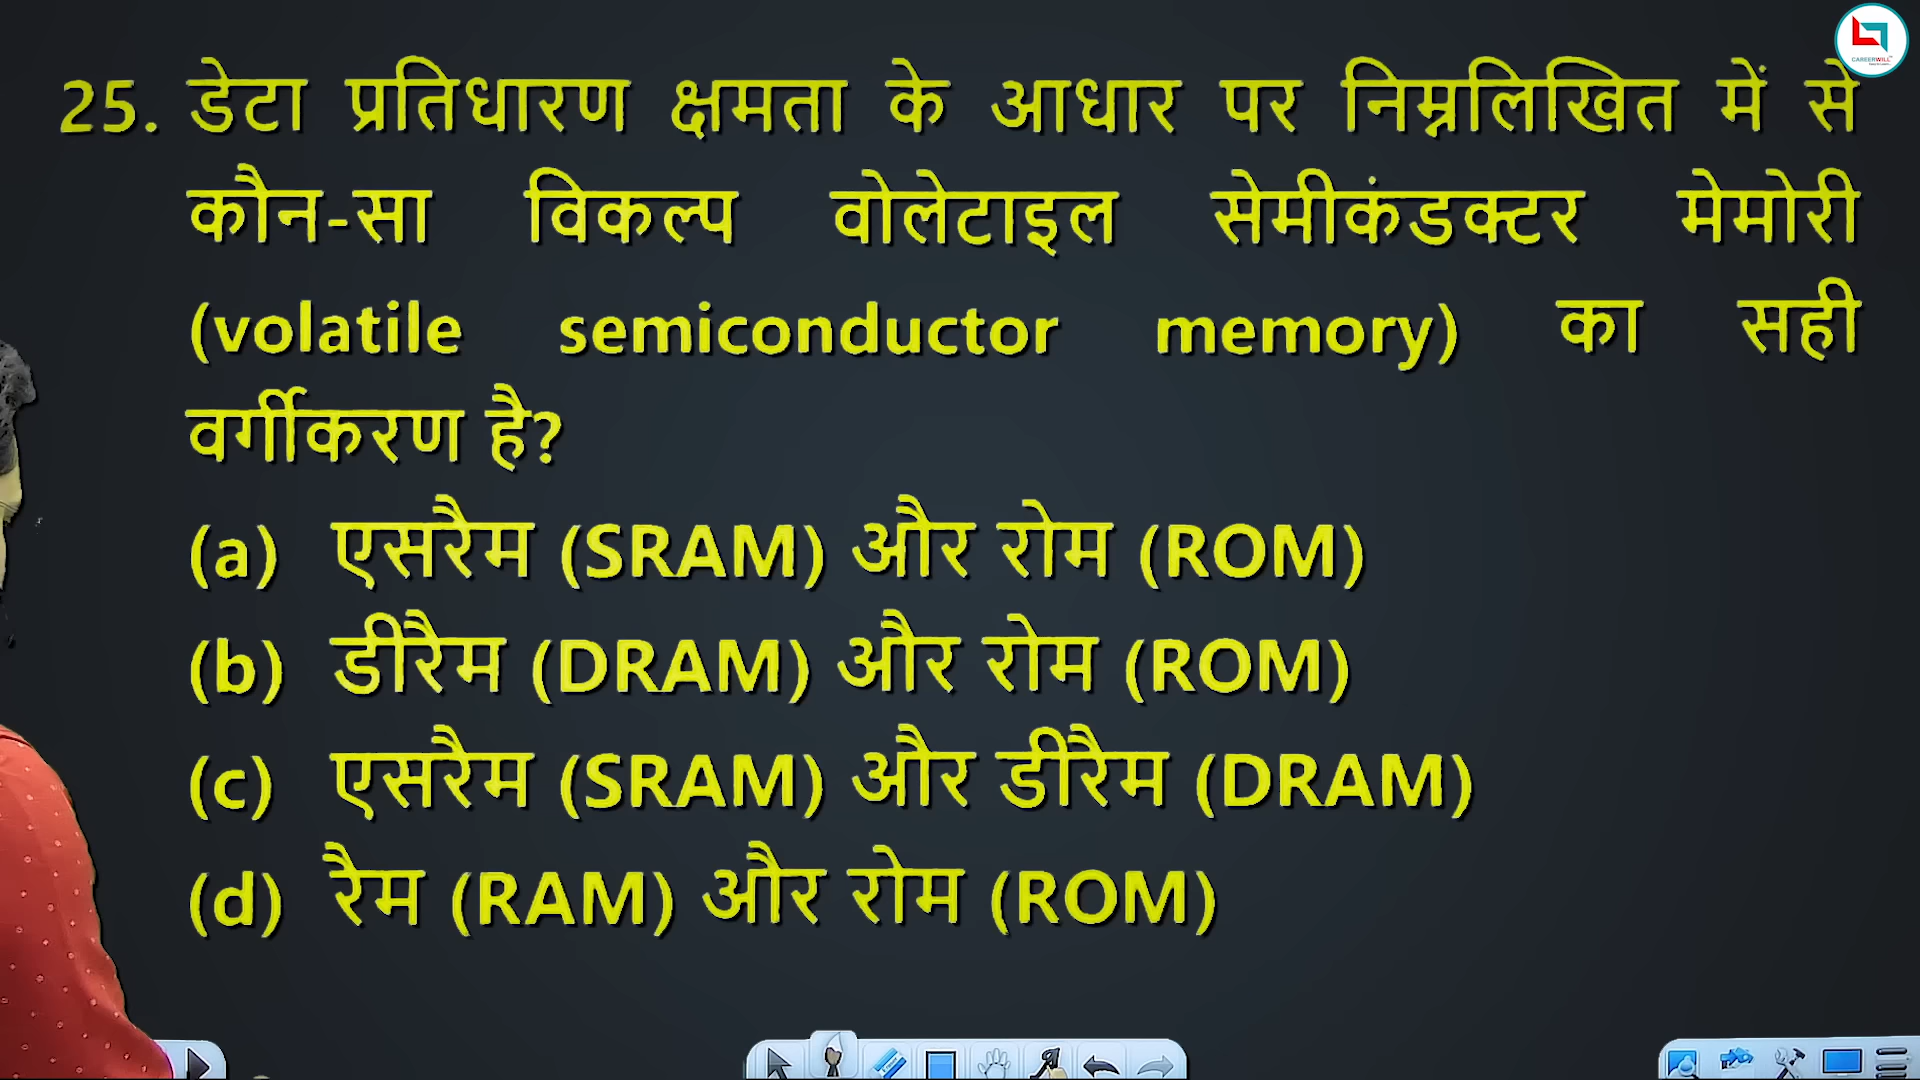 25. डेटा प्रतिधारण क्षमता के आधार पर निम्नलिखित में से
कौन-सा विकल्प वोलेटाइल सेमीकंडक्टर मेमोरी
(volatile semiconductor memory) का सही
वर्गीकरण है?
(a) एसरैम (SRAM) और रोम (ROM)
(b) डीरैम (DRAM) और रोम (ROM)
(c) एसरैम (SRAM) और डीरैम (DRAM)
(d) रैम (RAM) और रोम (ROM)
CAREERWILL